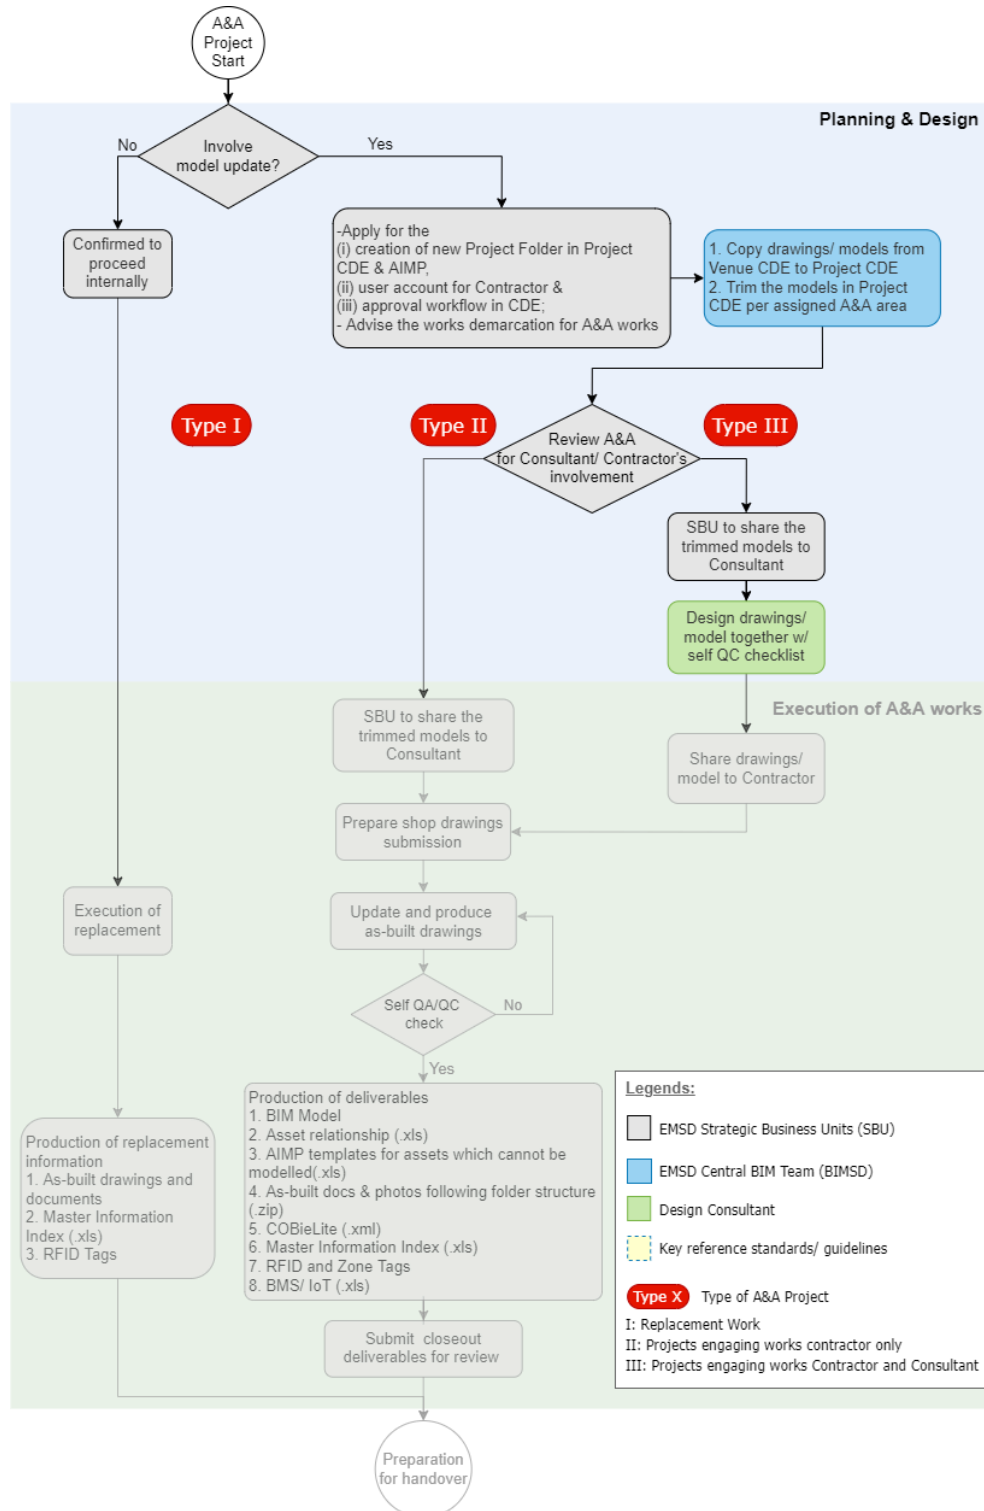 A&A
Project
Start
Planning & Design
No
Involve
model update?
Yes
Confirmed to
proceed
internally
-Apply for the
(i) creation of new Project Folder in Project
CDE & AIMP,
(ii) user account for Contractor &
(iii) approval workflow in CDE;
- Advise the works demarcation for A&A works
1. Copy drawings/ models from
Venue CDE to Project CDE
2. Trim the models in Project
CDE per assigned A&A area
Type I
Type II
Type III
Review A&A
for Consultant/ Contractor's
involvement
SBU to share the
trimmed models to
Consultant
Design drawings/
model together w/
self QC checklist
Execution of A&A works
SBU to share the
trimmed models to
Consultant
Share drawings/
model to Contractor
Prepare shop drawings
submission
Execution of
replacement
Update and produce
as-built drawings
Self QA/QC
check
No
Yes
Production of replacement
information
1. As-built drawings and
documents
2. Master Information
Index (.xls)
3. RFID Tags
Production of deliverables
1. BIM Model
2. Asset relationship (.xls)
3. AIMP templates for assets which cannot be
modelled(.xls)
4. As-built docs & photos following folder structure
(.zip)
5. COBieLite (.xml)
6. Master Information Index (.xls)
7. RFID and Zone Tags
8. BMS/ IoT (.xls)
Submit closeout
deliverables for review
Preparation
for handover
Legends:
EMSD Strategic Business Units (SBU)
EMSD Central BIM Team (BIMSD)
Design Consultant
Key reference standards/ guidelines
Type X Type of A&A Project
I: Replacement Work
II: Projects engaging works contractor only
III: Projects engaging works Contractor and Consultant